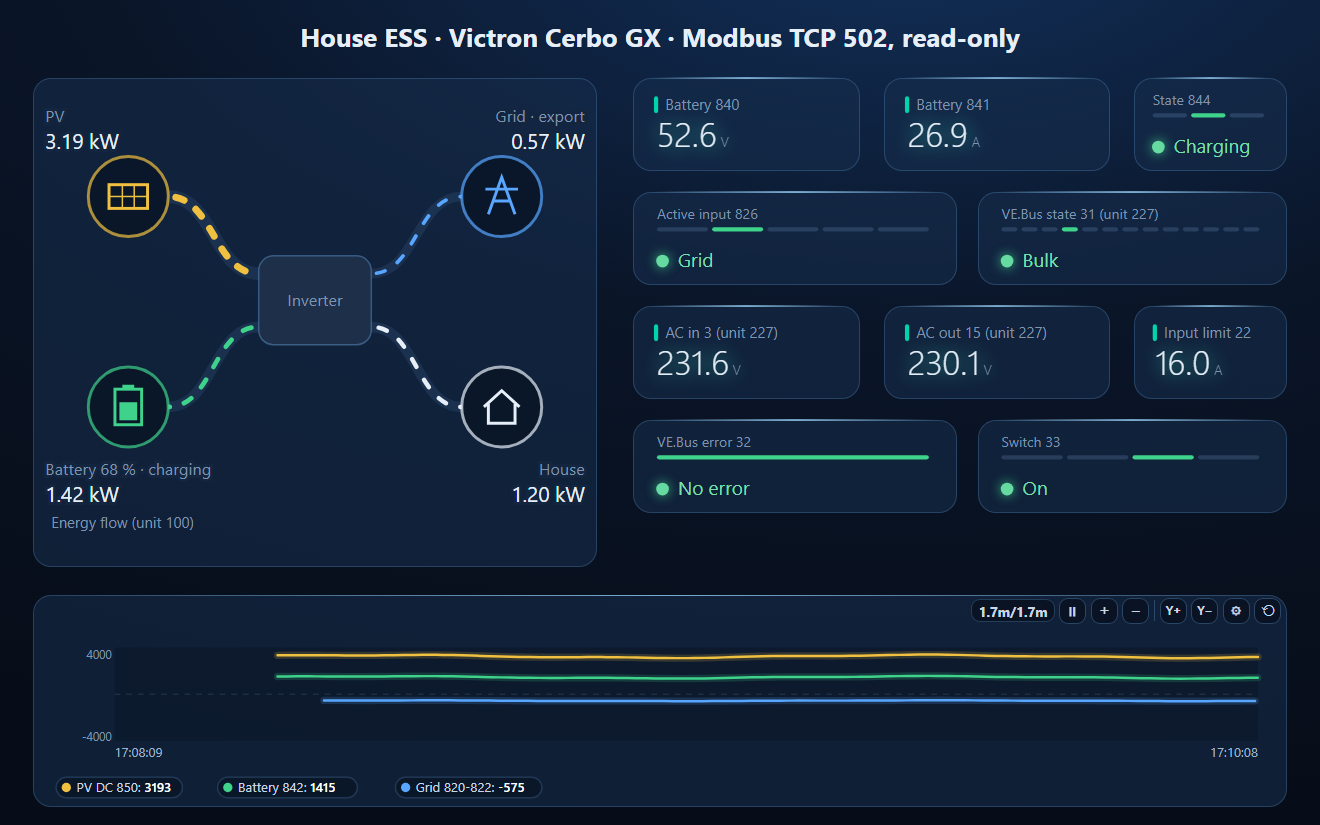 House ESS · Victron Cerbo GX · Modbus TCP 502, read-only
PV
3.19 kW
Grid · export
0.57 kW
Inverter
Battery 68 % · charging
1.42 kW
House
1.20 kW
Energy flow (unit 100)
Battery 840
52.6 V
Battery 841
26.9 A
State 844
Charging
Active input 826
Grid
VE.Bus state 31 (unit 227)
Bulk
AC in 3 (unit 227)
231.6 V
AC out 15 (unit 227)
230.1 V
Input limit 22
16.0 A
VE.Bus error 32
No error
Switch 33
On
1.7m/1.7m
+
−
Y+
Y−
4000
-4000
17:08:09
17:10:08
PV DC 850: 3193
Battery 842: 1415
Grid 820-822: -575